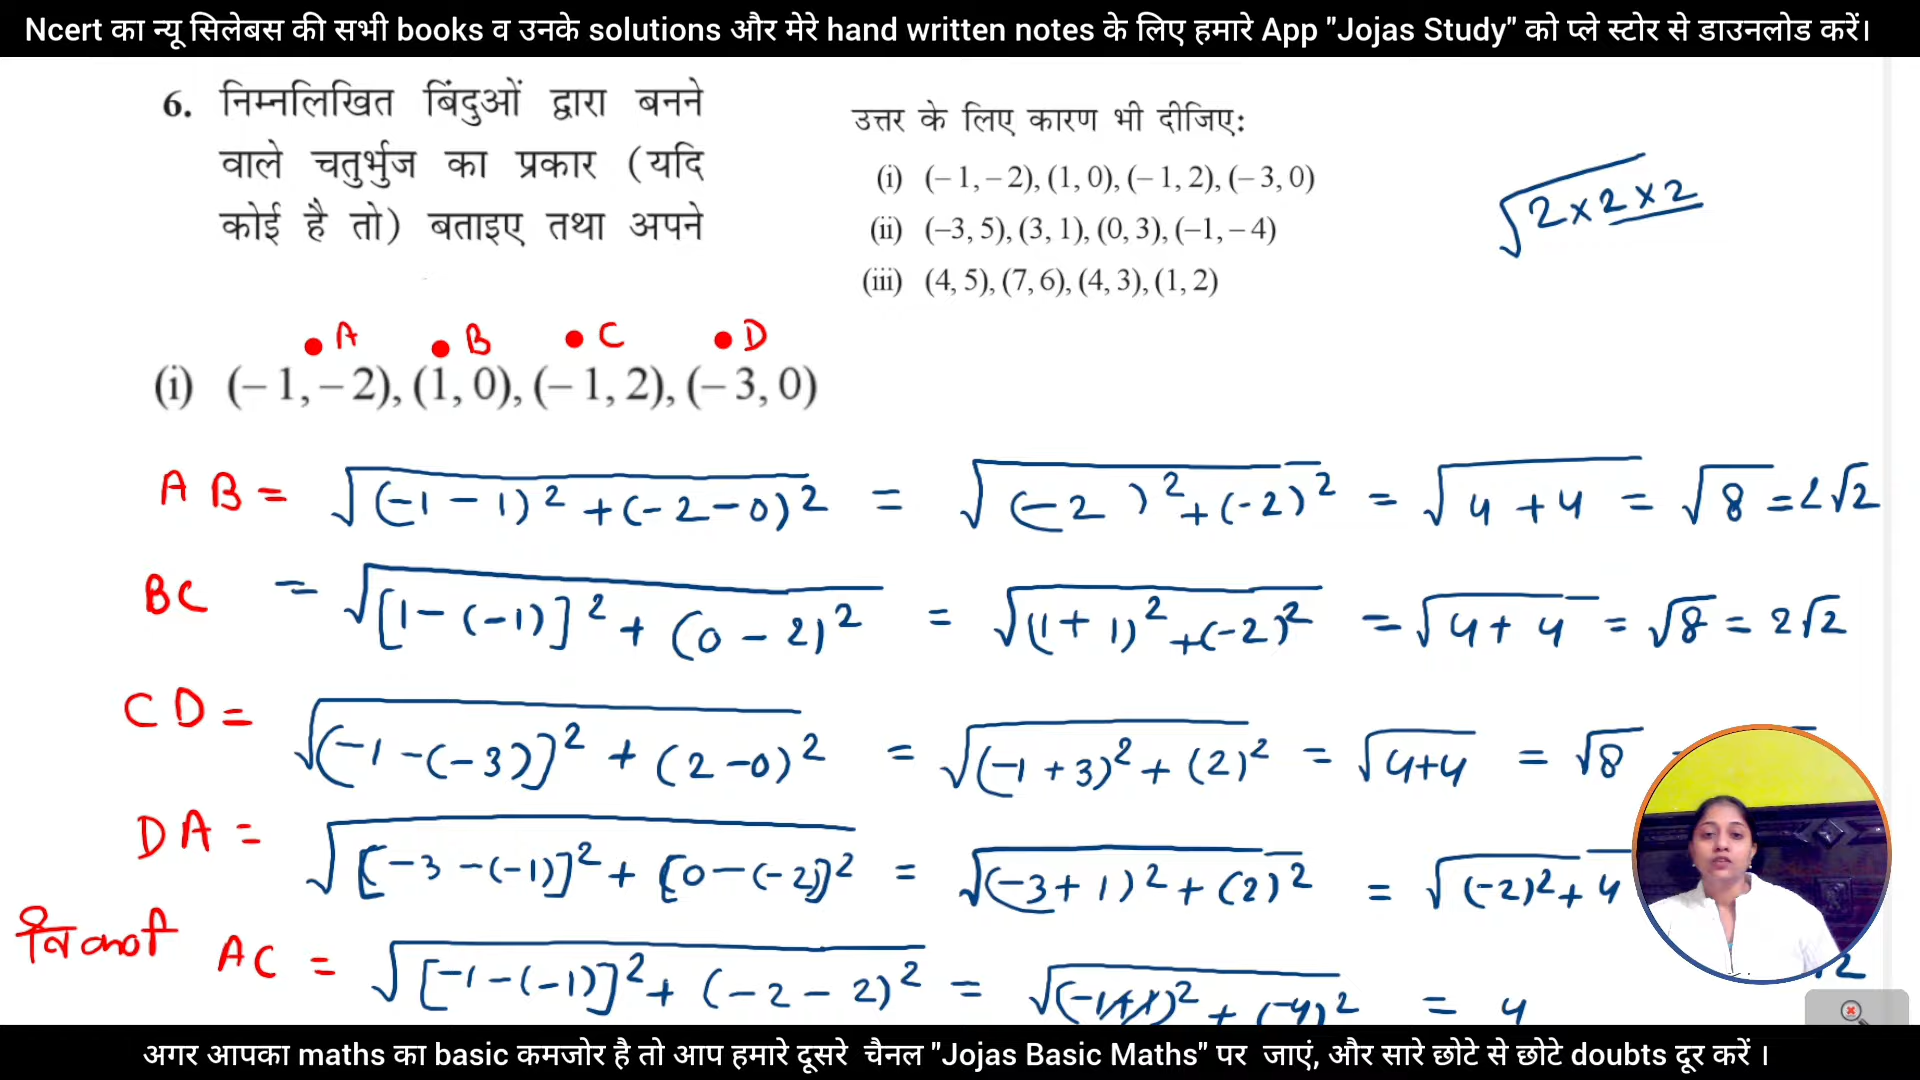 Ncert का न्यू सिलेबस की सभी books व उनके solutions और मेरे hand written notes के लिए हमारे App "Jojas Study" को प्ले स्टोर से डाउनलोड करें।
6. निम्नलिखित बिंदुओं द्वारा बनने
वाले चतुर्भुज का प्रकार (यदि
कोई है तो) बताइए तथा अपने
उत्तर के लिए कारण भी दीजिए:
(i) (– 1, – 2), (1, 0), (– 1, 2), (– 3, 0)
(ii) (–3, 5), (3, 1), (0, 3), (–1, – 4)
(iii) (4, 5), (7, 6), (4, 3), (1, 2)
√2×2×2
A B C D
(i) (– 1, – 2), (1, 0), (– 1, 2), (– 3, 0)
AB = √(-1-1)² + (-2-0)² = √(-2)² + (-2)² = √4+4 = √8 = 2√2
BC = √[1-(-1)]² + (0-2)² = √(1+1)² + (-2)² = √4+4 = √8 = 2√2
CD = √(-1-(-3)]² + (2-0)² = √(-1+3)² + (2)² = √4+4 = √8
DA = √[-3-(-1)]² + [0-(-2)]² = √(-3+1)² + (2)² = √(-2)² + 4
विकर्ण AC = √[-1-(-1)]² + (-2-2)² = √(-1+1)² + (-4)² = 4
अगर आपका maths का basic कमजोर है तो आप हमारे दूसरे चैनल "Jojas Basic Maths" पर जाएं, और सारे छोटे से छोटे doubts दूर करें ।